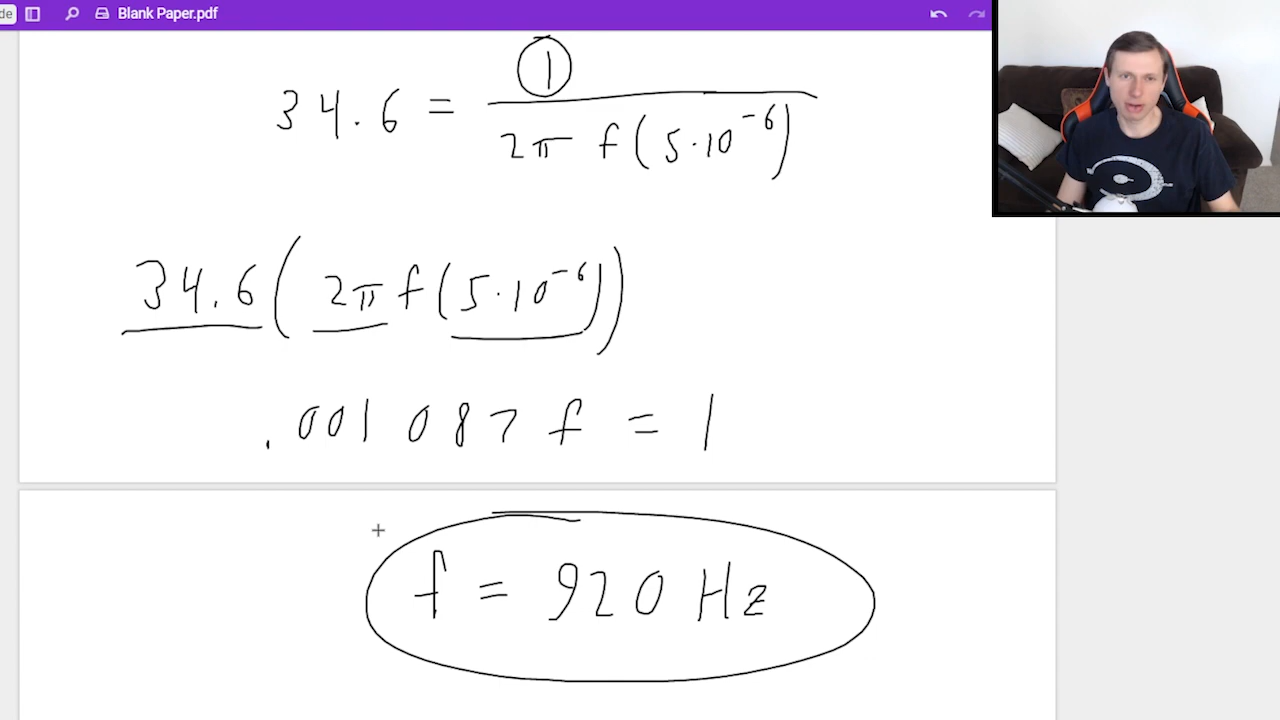 de
Blank Paper.pdf
34.6 = 1 / 2π f(5·10⁻⁶)
34.6(2π f(5·10⁻⁶))
.001087 f = 1
f = 920 Hz